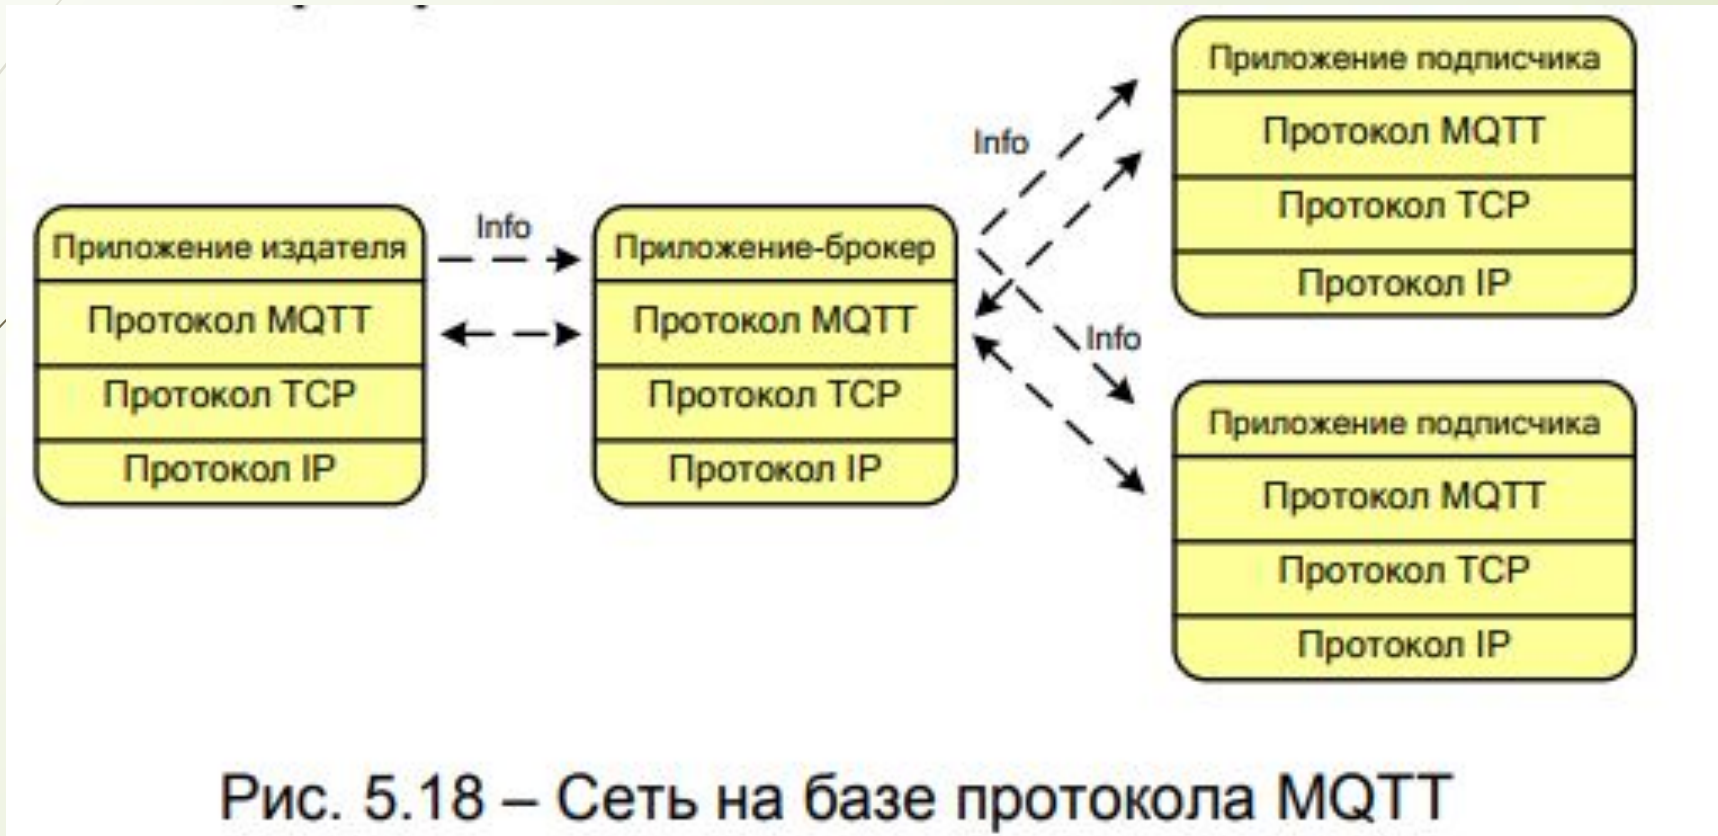 Приложение издателя
Протокол MQTT
Протокол TCP
Протокол IP
Info
Приложение-брокер
Протокол MQTT
Протокол TCP
Протокол IP
Info
Info
Приложение подписчика
Протокол MQTT
Протокол TCP
Протокол IP
Приложение подписчика
Протокол MQTT
Протокол TCP
Протокол IP
Рис. 5.18 – Сеть на базе протокола MQTT